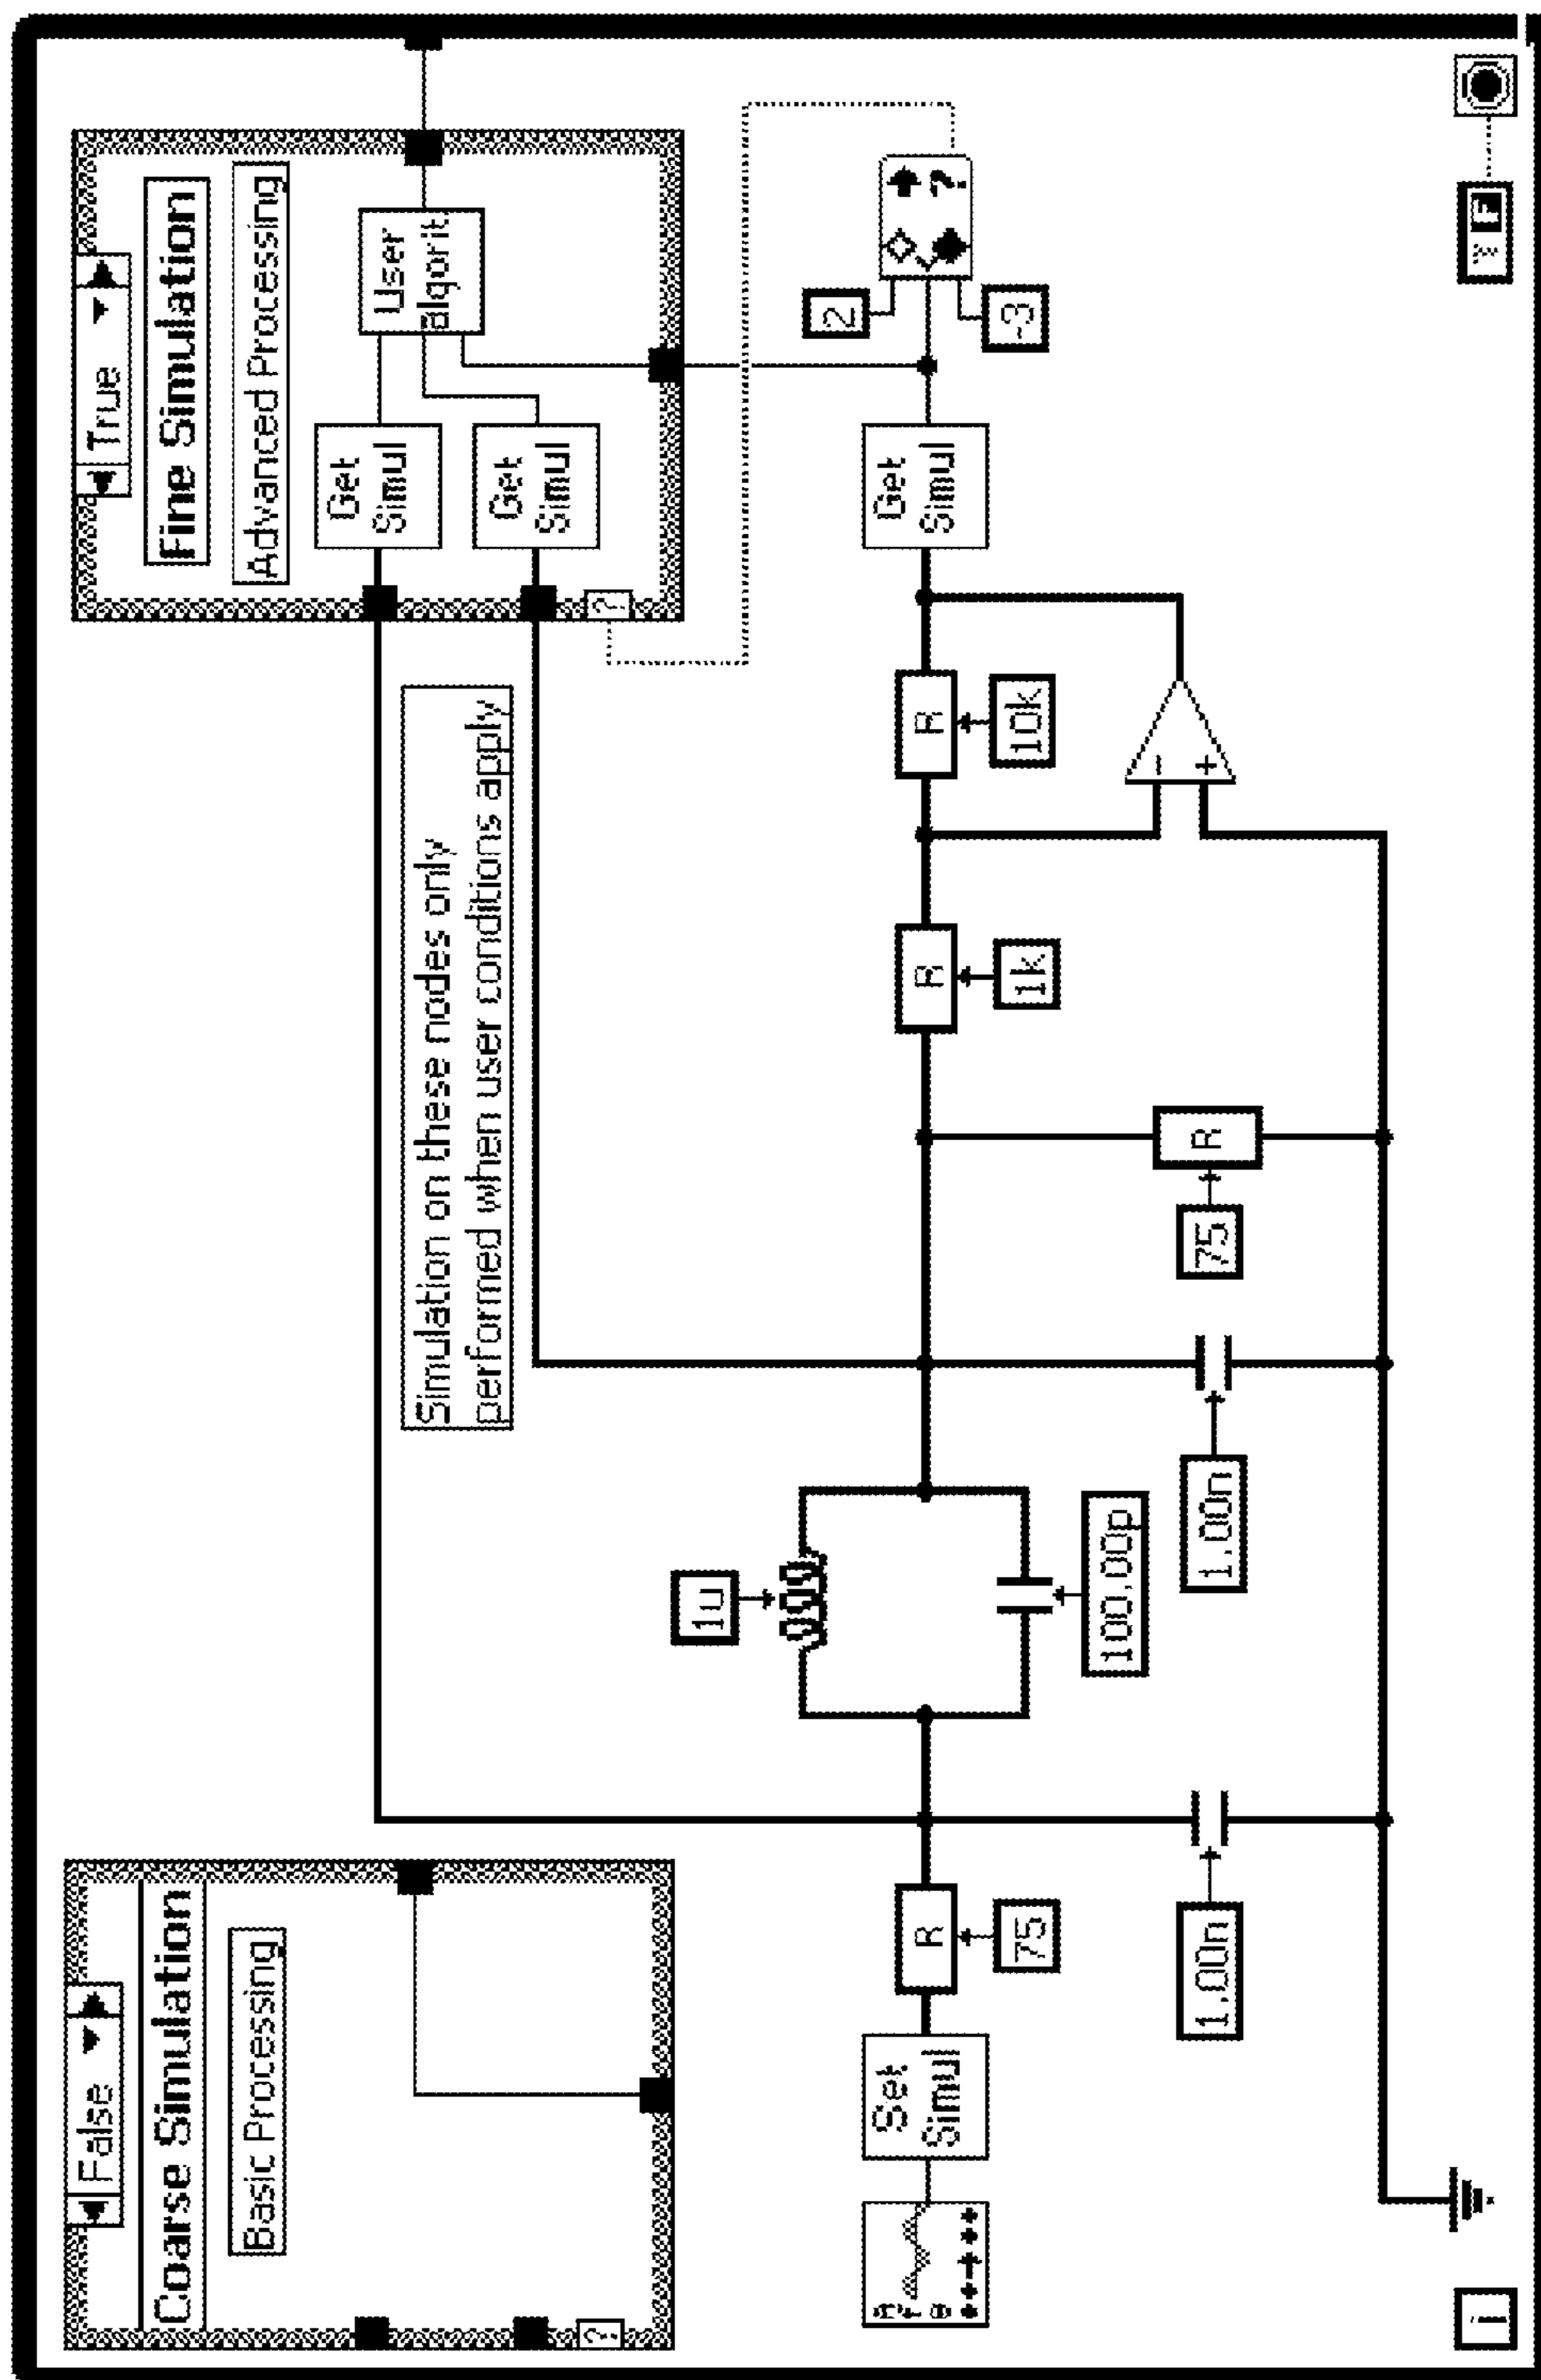 False
Coarse Simulation
Basic Processing
?
True
Fine Simulation
Advanced Processing
Get
Simul
Get
Simul
User
algorit
?
Simulation on these nodes only
performed when user conditions apply
1u
100.00p
Set
Simul
R
75
1.00n
1.00n
R
75
R
1k
R
10k
-
+
Get
Simul
2
-3
?
i
F